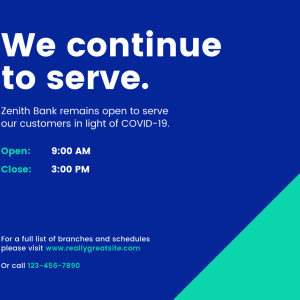 We continue
to serve.
Zenith Bank remains open to serve
our customers in light of COVID-19.
Open: 9:00 AM
Close: 3:00 PM
For a full list of branches and schedules
please visit www.reallygreatsite.com
Or call 123-456-7890